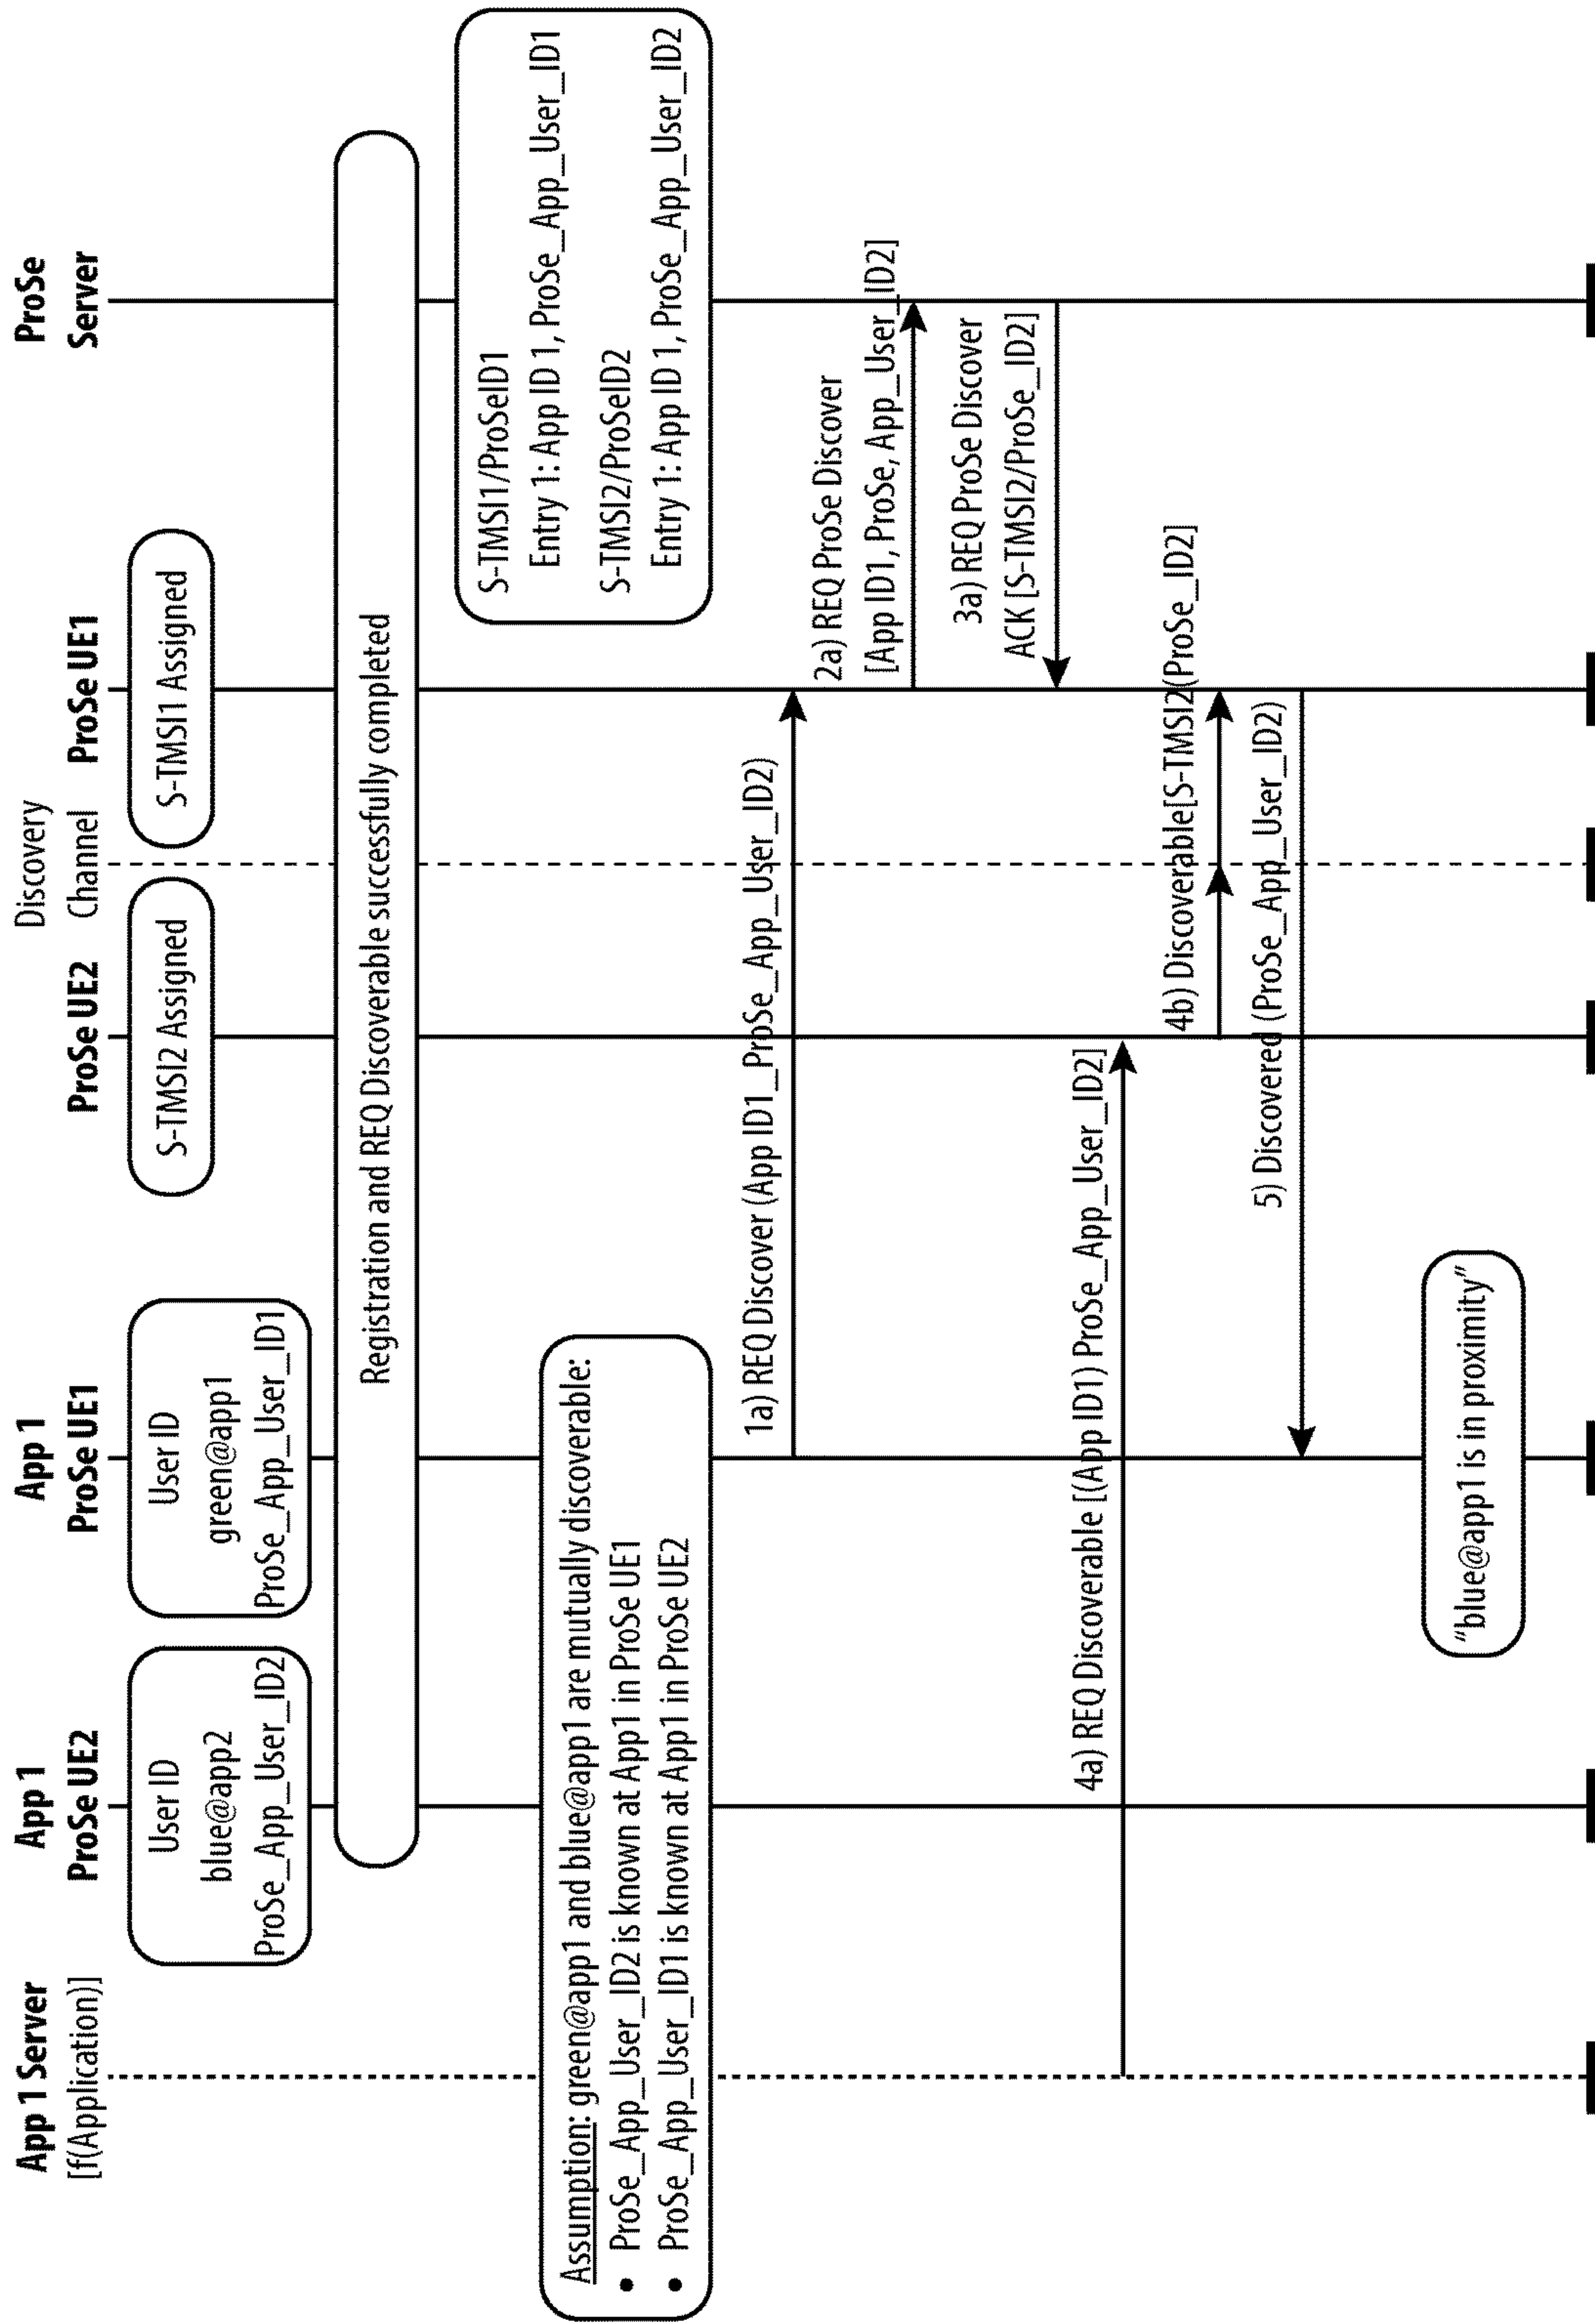 App 1 Server
[f(Application)]
App 1
ProSe UE2
App 1
ProSe UE1
ProSe UE2
Discovery
Channel
ProSe UE1
ProSe
Server
User ID
blue@app2
ProSe_App_User_ID2
User ID
green@app1
ProSe_App_User_ID1
S-TMSI2 Assigned
S-TMSI1 Assigned
Registration and REQ Discoverable successfully completed
S-TMSI1/ProSeID1
Entry 1: App ID 1, ProSe_App_User_ID1
S-TMSI2/ProSeID2
Entry 1: App ID 1, ProSe_App_User_ID2
Assumption: green@app1 and blue@app1 are mutually discoverable:
• ProSe_App_User_ID2 is known at App1 in ProSe UE1
• ProSe_App_User_ID1 is known at App1 in ProSe UE2
1a) REQ Discover (App ID1_ProSe_App_User_ID2)
2a) REQ ProSe Discover
[App ID1, ProSe, App_User_ID2]
3a) REQ ProSe Discover
ACK [S-TMSI2/ProSe_ID2]
4a) REQ Discoverable [(App ID1) ProSe_App_User_ID2]
4b) Discoverable[S-TMSI2(ProSe_ID2]
5) Discovered (ProSe_App_User_ID2)
"blue@app1 is in proximity"